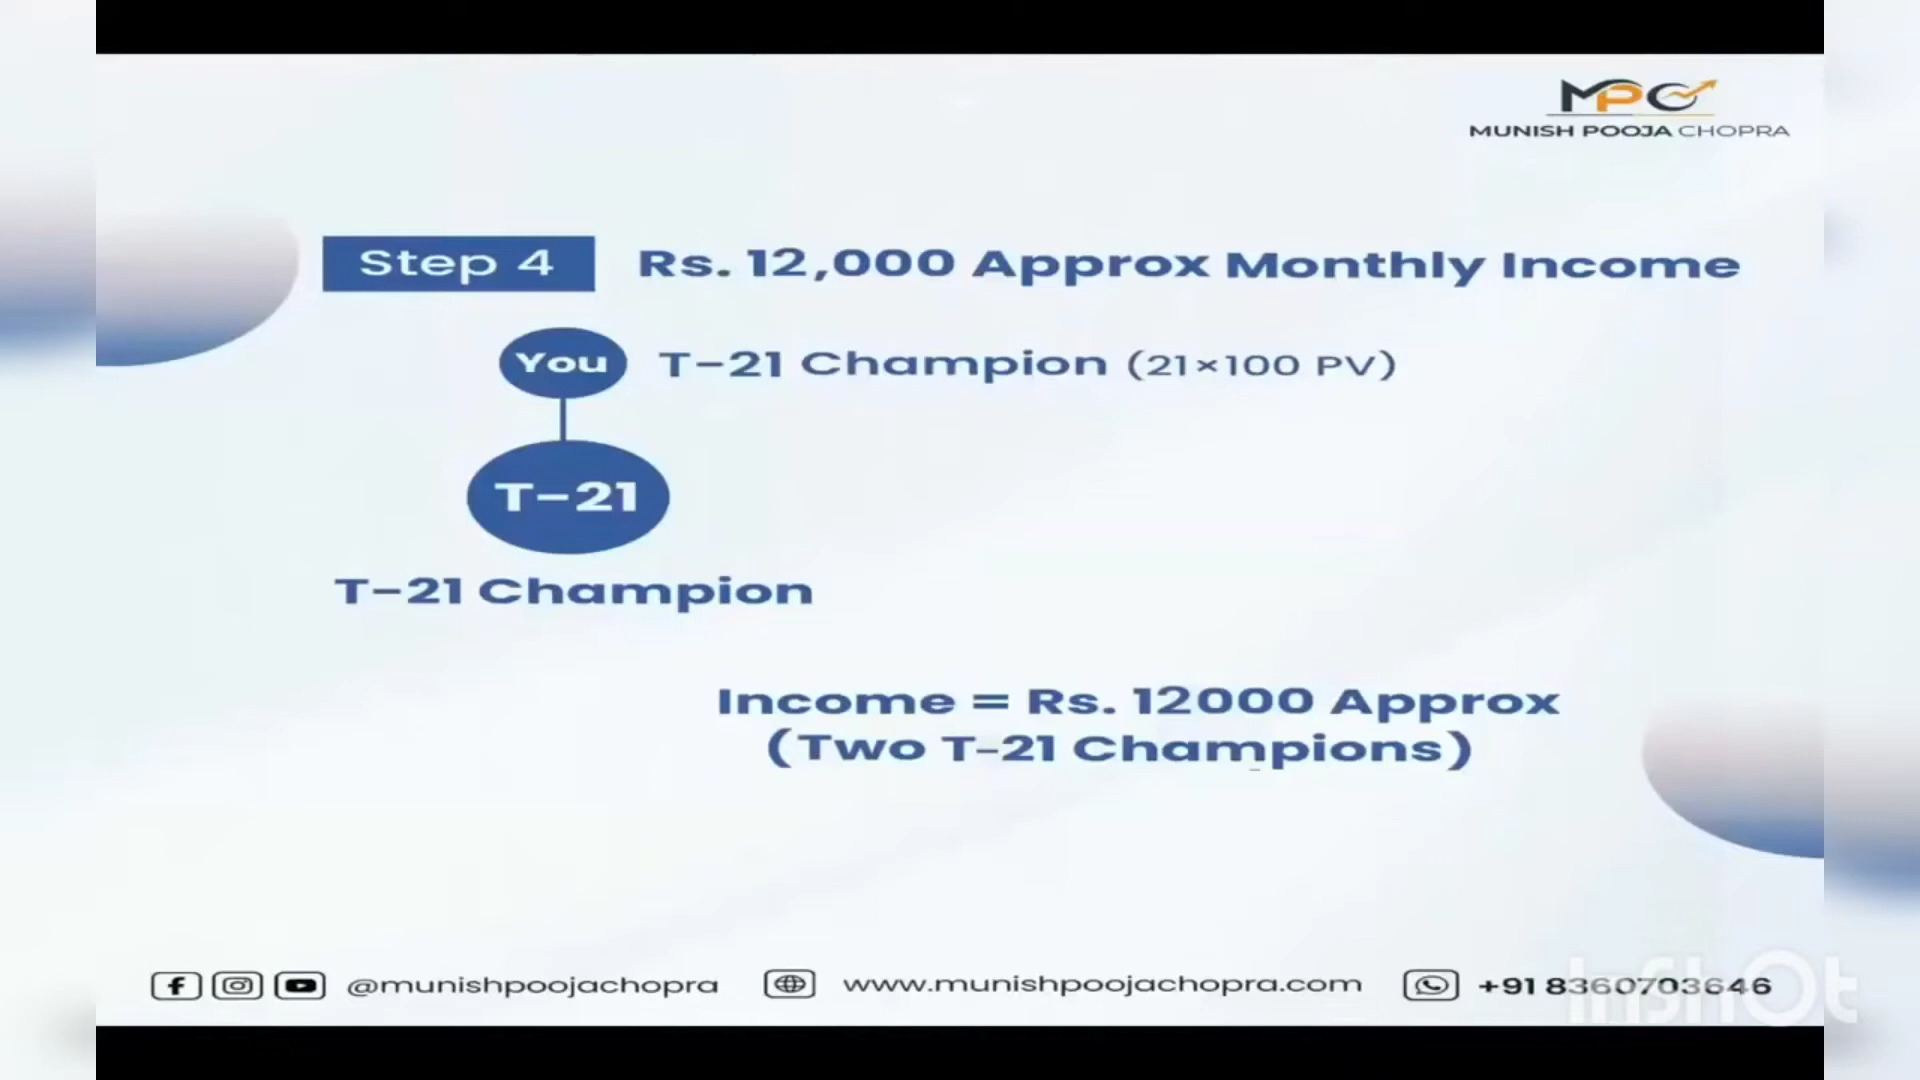 MPC
MUNISH POOJA CHOPRA
Step 4 Rs. 12,000 Approx Monthly Income
You T-21 Champion (21×100 PV)
T-21
T-21 Champion
Income = Rs. 12000 Approx
(Two T-21 Champions)
@munishpoojachopra www.munishpoojachopra.com +91 8360703646
InShOt